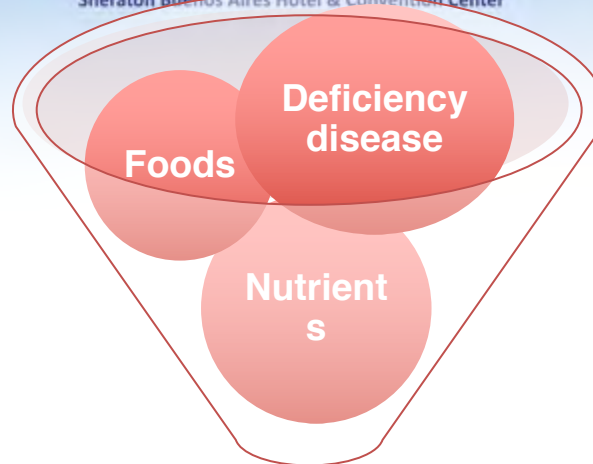 Sheraton Buenos Aires Hotel & Convention Center
Deficiency
disease
Foods
Nutrient
s